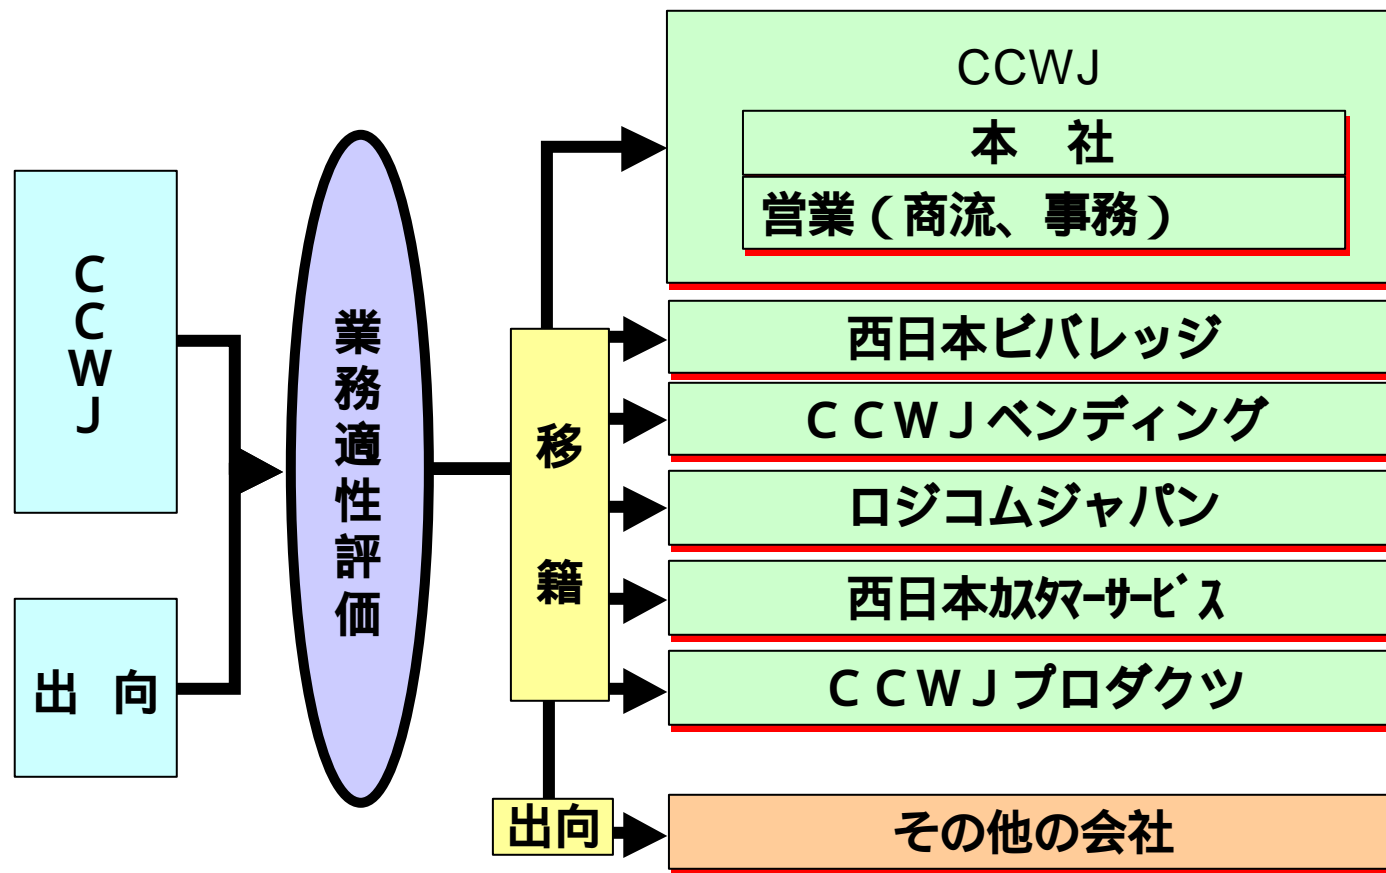 CCWJ
出 向
業務適性評価
移 籍
出向
CCWJ
本 社
営業(商流、事務)
西日本ビバレッジ
CCWJベンディング
ロジコムジャパン
西日本カスタマーサービス
CCWJプロダクツ
その他の会社